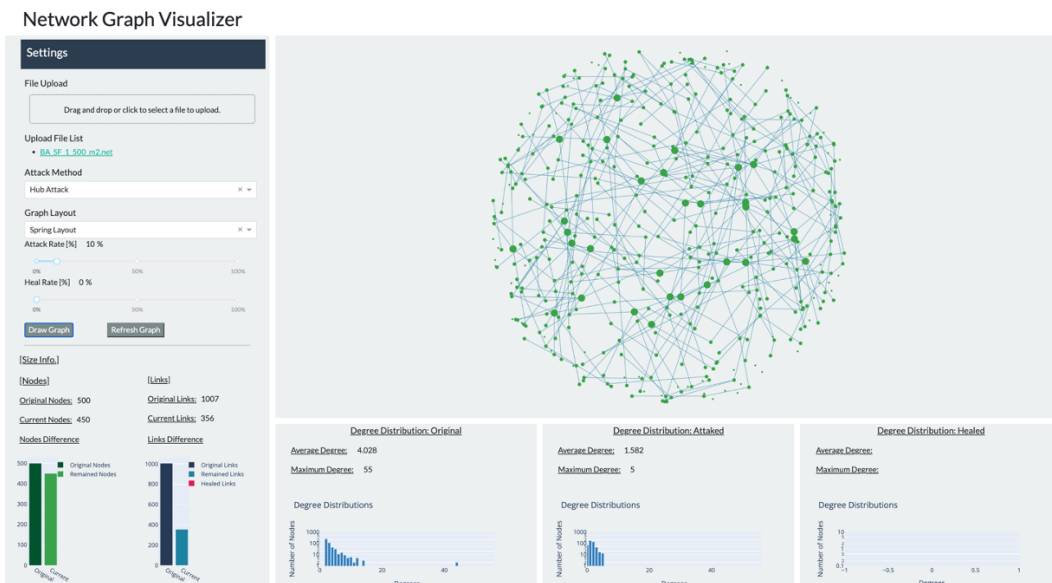 Network Graph Visualizer
Settings
File Upload
Drag and drop or click to select a file to upload.
Upload File List
BA_SF_1_500_m2.net
Attack Method
Hub Attack
Graph Layout
Spring Layout
Attack Rate [%] 10 %
0% 50% 100%
Heal Rate [%] 0 %
0% 50% 100%
Draw Graph Refresh Graph
[Size Info.]
[Nodes] [Links]
Original Nodes: 500 Original Links: 1007
Current Nodes: 450 Current Links: 356
Nodes Difference Links Difference
Original Nodes
Remained Nodes
500
400
300
200
100
0
Original Current
Original Links
Remained Links
Healed Links
1000
800
600
400
200
0
Original Current
Degree Distribution: Original
Average Degree: 4.028
Maximum Degree: 55
Degree Distributions
Number of Nodes
1000
10
0 20 40
Degrees
Degree Distribution: Attaked
Average Degree: 1.582
Maximum Degree: 5
Degree Distributions
Number of Nodes
1000
10
0 20 40
Degrees
Degree Distribution: Healed
Average Degree:
Maximum Degree:
Degree Distributions
Number of Nodes
10
−1 −0.5 0 0.5 1
Degrees